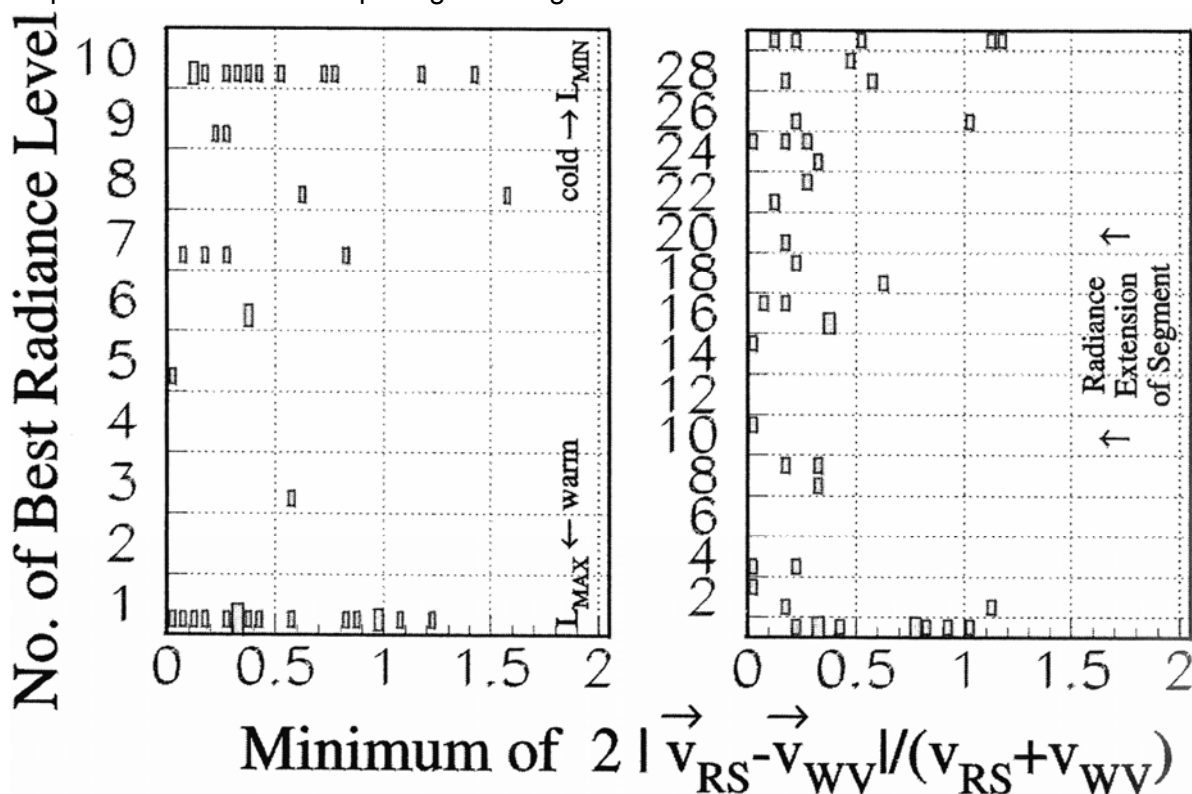 No. of Best Radiance Level
10
9
8
7
6
5
4
3
2
1
cold → L_MIN
L_MAX ← warm
0 0.5 1 1.5 2
28
26
24
22
20
18
16
14
12
10
8
6
4
2
↑ Radiance ↑
Extension
of Segment
0 0.5 1 1.5 2
Minimum of 2 | v⃗_RS-v⃗_WV|/(v_RS+v_WV)